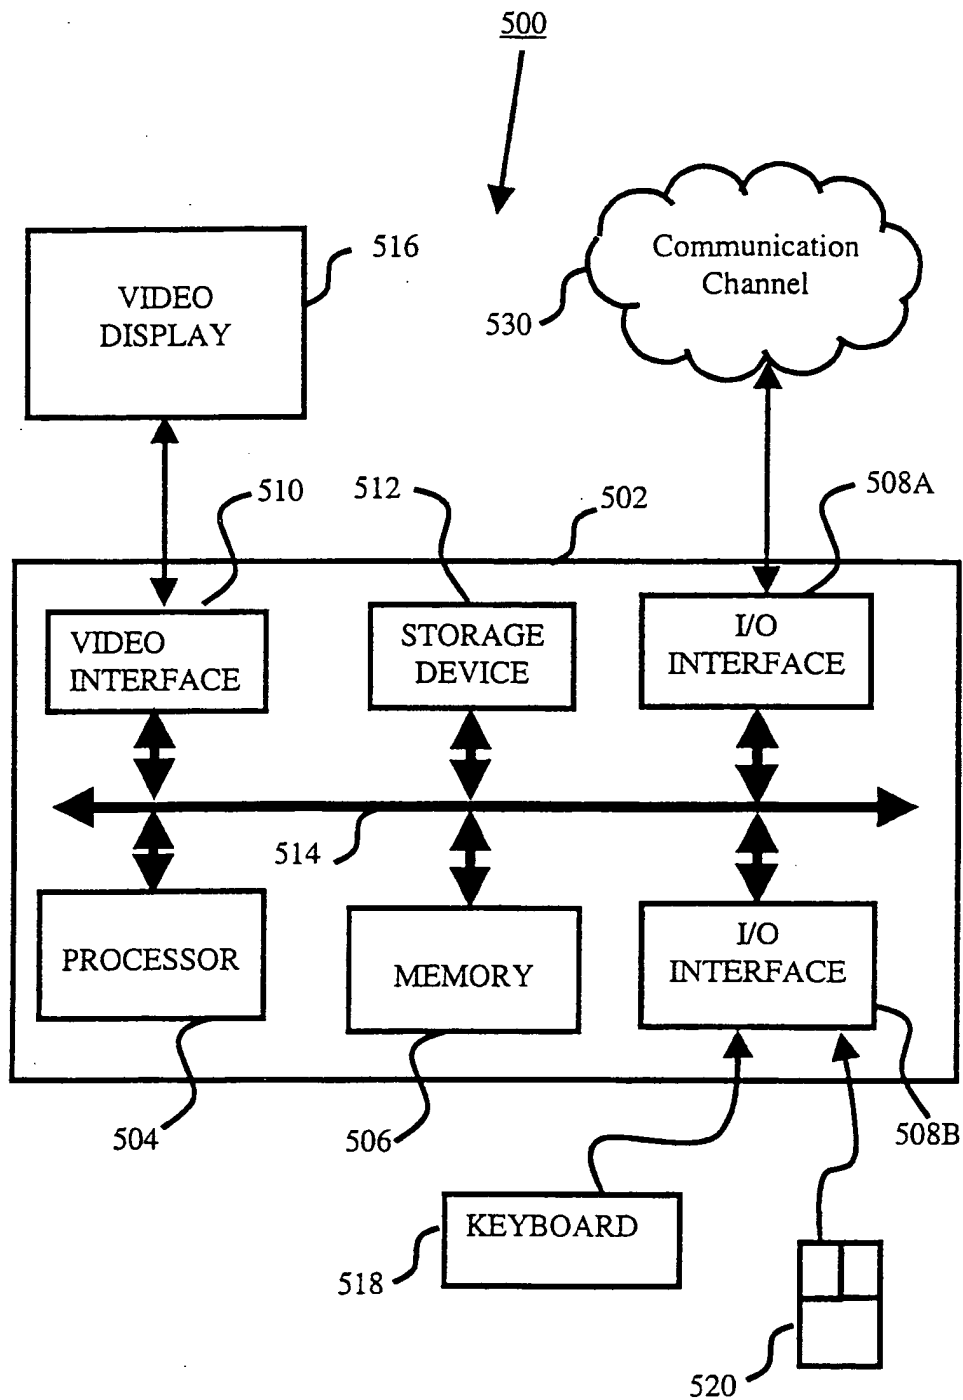 500
Communication
Channel
516
VIDEO
DISPLAY
530
510
512
502
508A
VIDEO
INTERFACE
STORAGE
DEVICE
I/O
INTERFACE
514
PROCESSOR
MEMORY
I/O
INTERFACE
504
506
508B
KEYBOARD
518
520